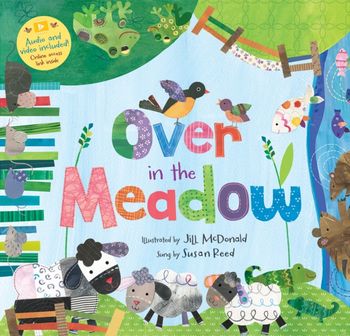 Audio and
video included!
Online access
link inside
Over
in the
Meadow
Illustrated by Jill McDonald
Sung by Susan Reed